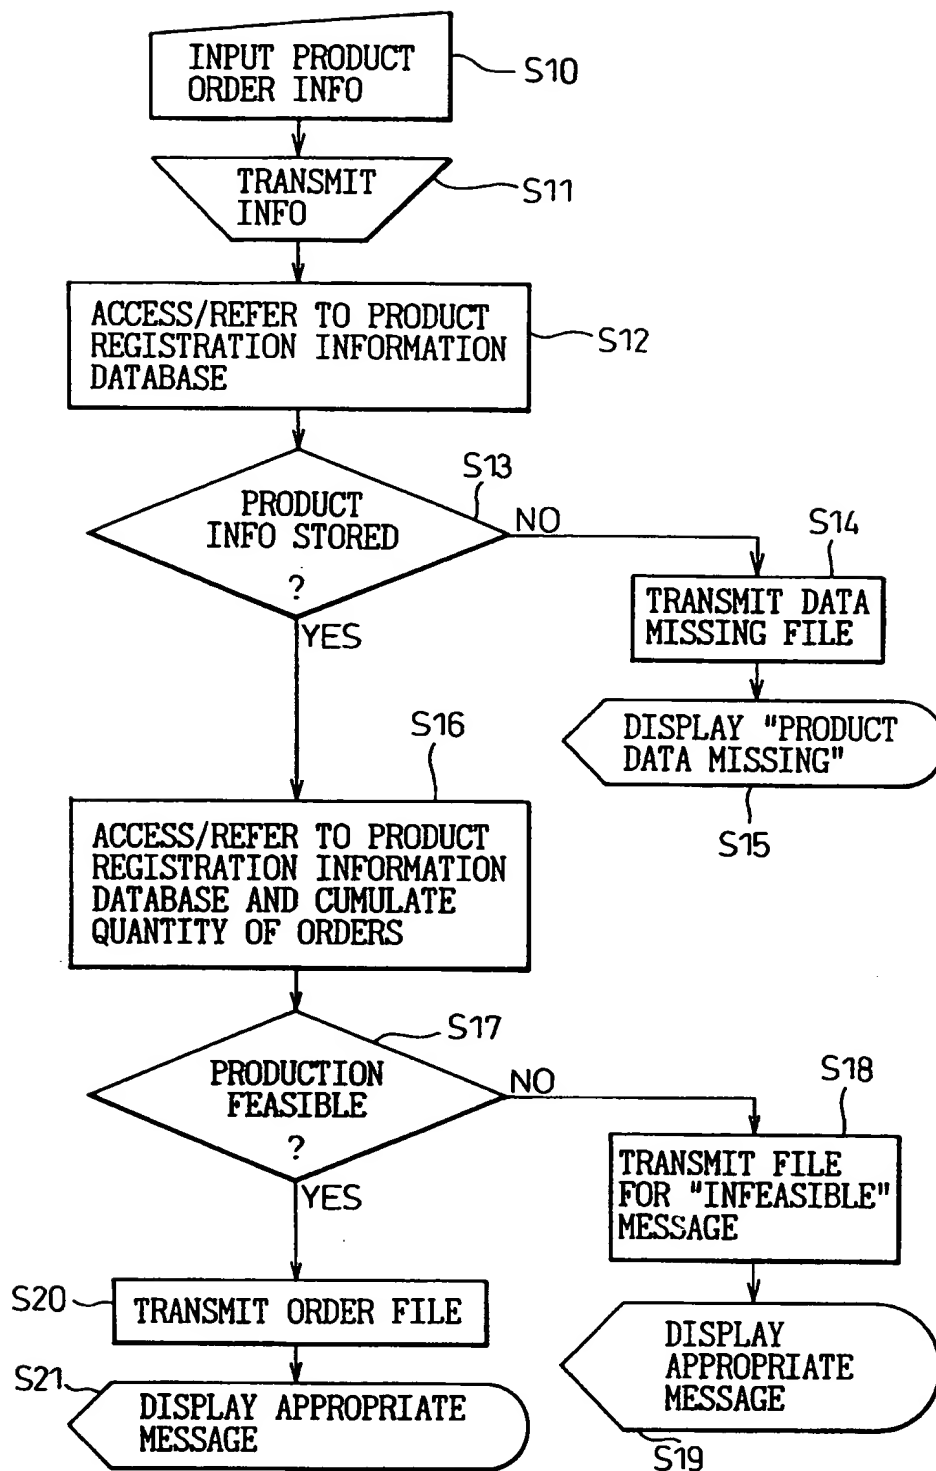 INPUT PRODUCT
ORDER INFO
S10
TRANSMIT
INFO
S11
ACCESS/REFER TO PRODUCT
REGISTRATION INFORMATION
DATABASE
S12
PRODUCT
INFO STORED
?
S13
NO
YES
S14
TRANSMIT DATA
MISSING FILE
DISPLAY "PRODUCT
DATA MISSING"
S15
S16
ACCESS/REFER TO PRODUCT
REGISTRATION INFORMATION
DATABASE AND CUMULATE
QUANTITY OF ORDERS
S17
PRODUCTION
FEASIBLE
?
NO
YES
S18
TRANSMIT FILE
FOR "INFEASIBLE"
MESSAGE
DISPLAY
APPROPRIATE
MESSAGE
S19
S20
TRANSMIT ORDER FILE
S21
DISPLAY APPROPRIATE
MESSAGE